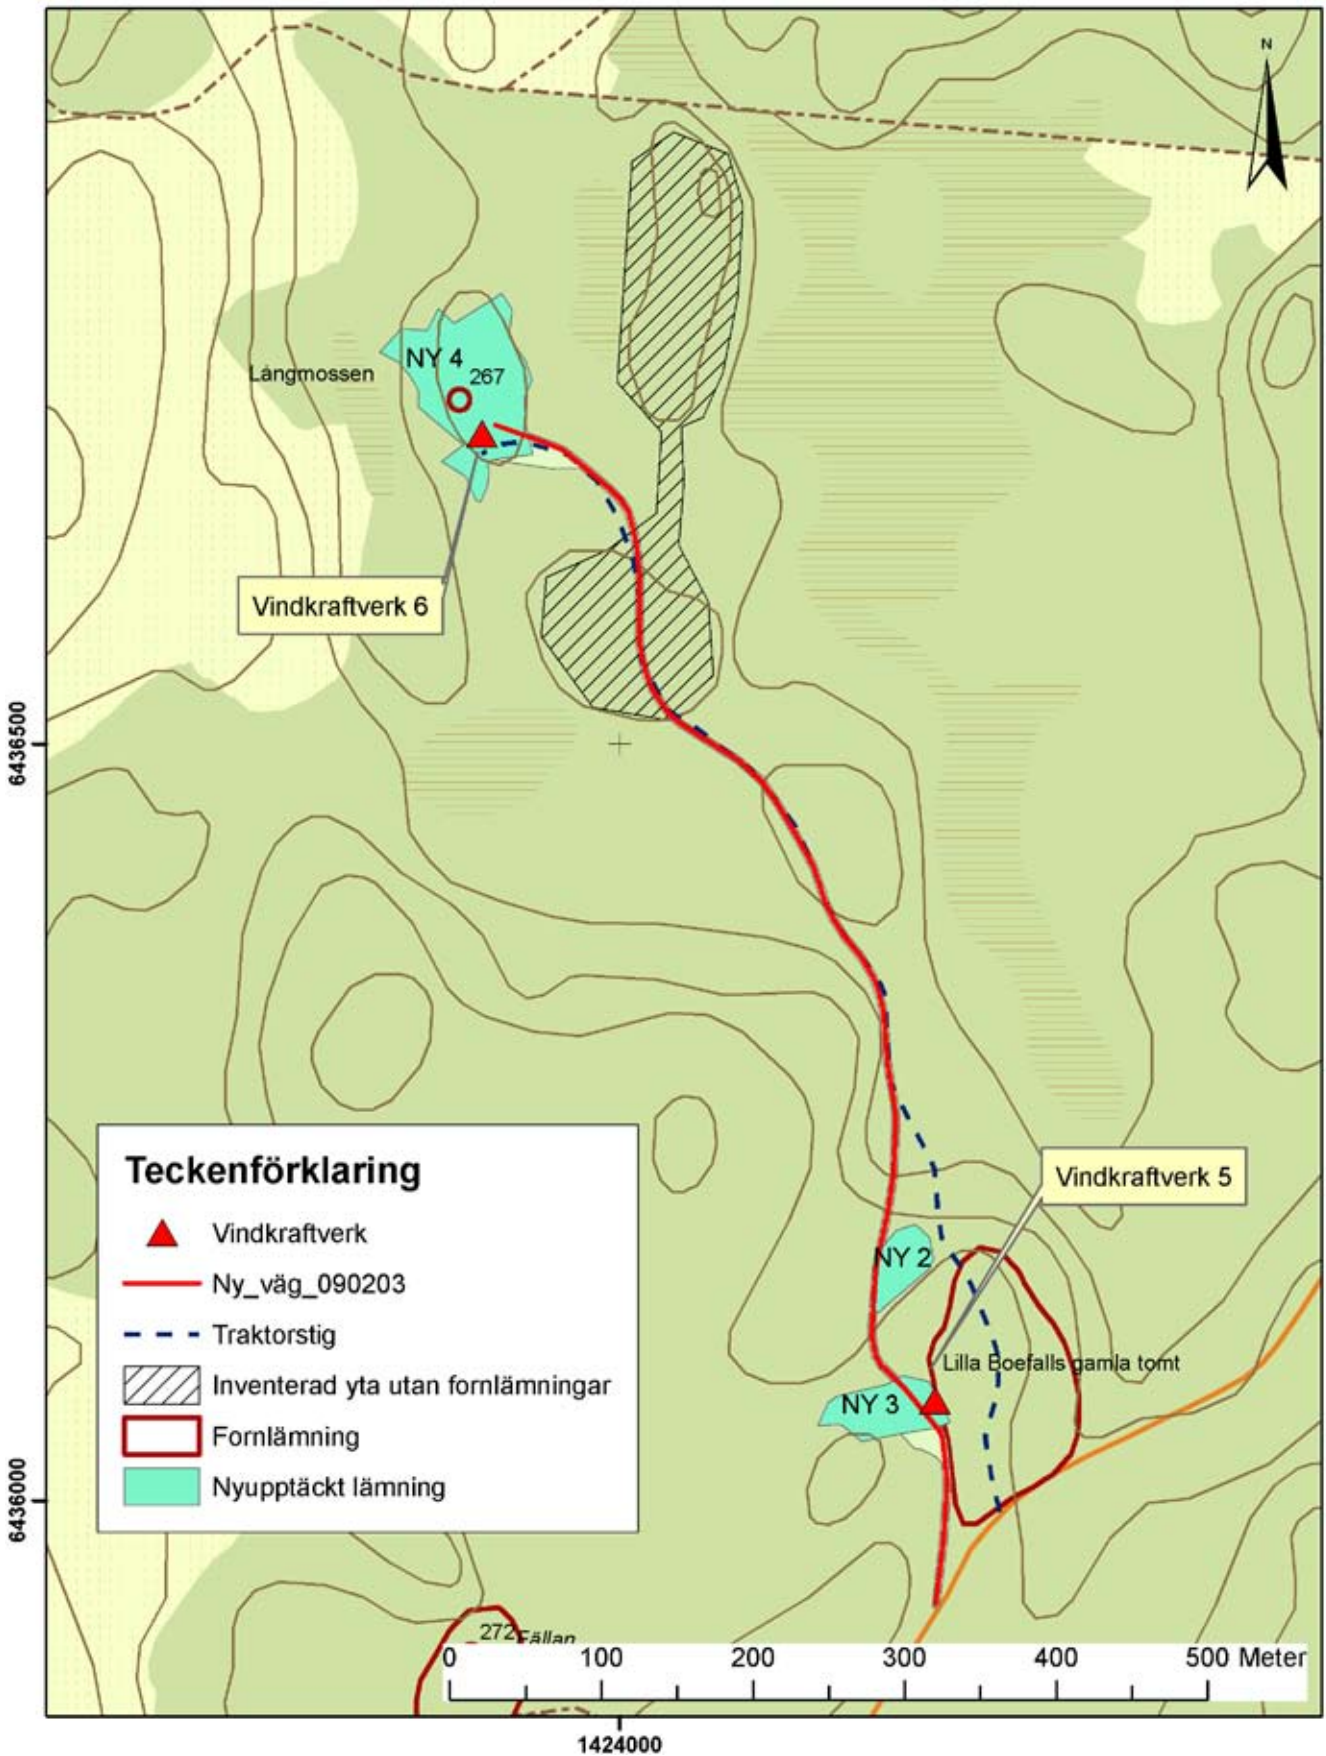 N
NY 4
267
Långmossen
Vindkraftverk 6
6436500
Teckenförklaring
Vindkraftverk
Ny_väg_090203
Traktorstig
Inventerad yta utan fornlämningar
Fornlämning
Nyupptäckt lämning
Vindkraftverk 5
NY 2
Lilla Boefalls gamla tomt
NY 3
6436000
272
Fällan
0 100 200 300 400 500 Meter
1424000